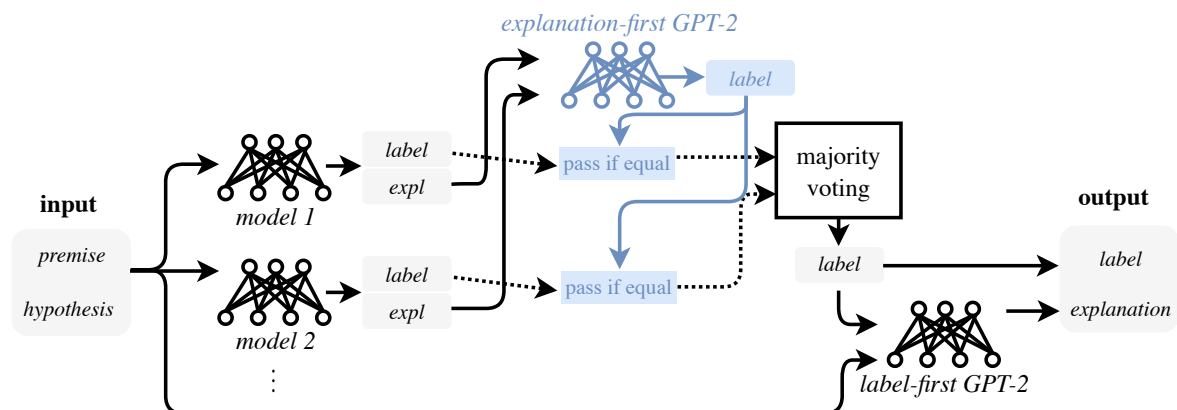 explanation-first GPT-2
label
input
premise
hypothesis
model 1
label
expl
pass if equal
majority
voting
model 2
label
expl
pass if equal
label
label-first GPT-2
output
label
explanation